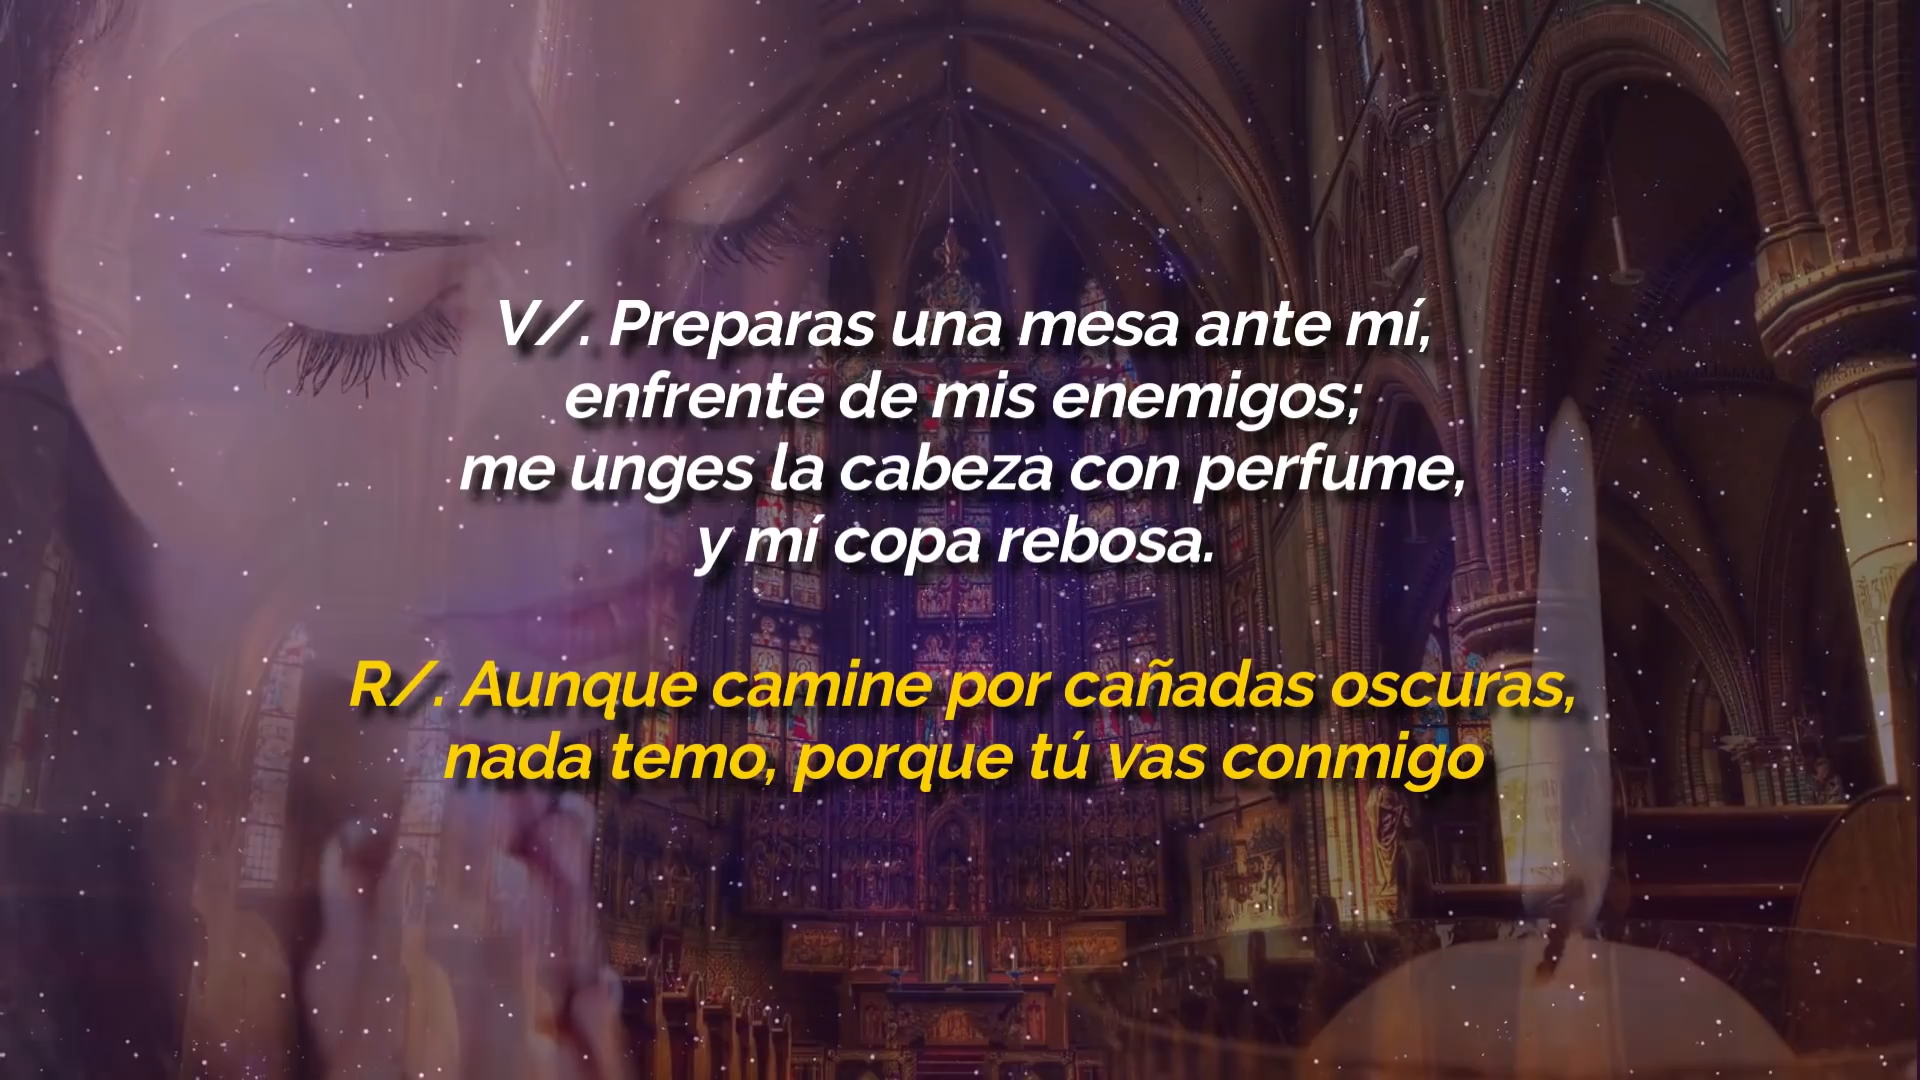 V/. Preparas una mesa ante mí,
enfrente de mis enemigos;
me unges la cabeza con perfume,
y mí copa rebosa.
R/. Aunque camine por cañadas oscuras,
nada temo, porque tú vas conmigo